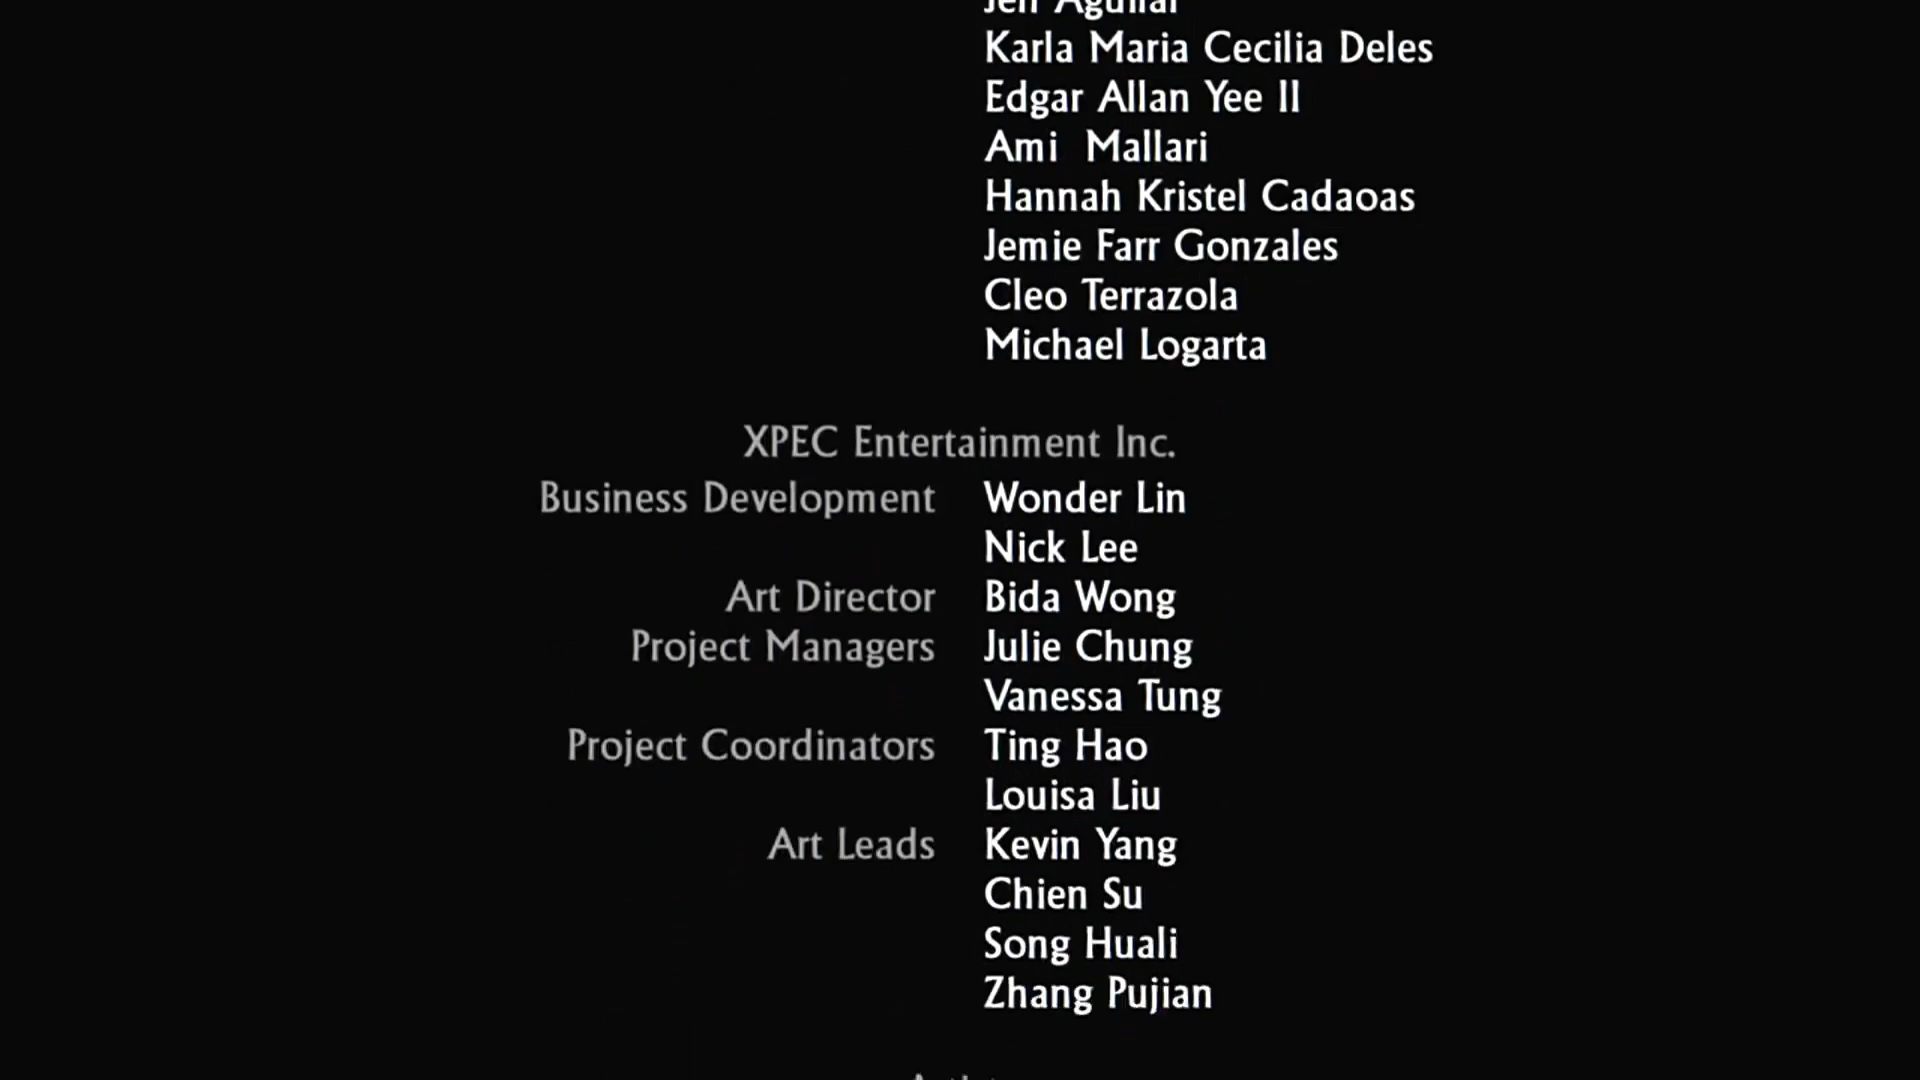 Karla Maria Cecilia Deles
Edgar Allan Yee II
Ami  Mallari
Hannah Kristel Cadaoas
Jemie Farr Gonzales
Cleo Terrazola
Michael Logarta
XPEC Entertainment Inc.
Business Development Wonder Lin
Nick Lee
Art Director Bida Wong
Project Managers Julie Chung
Vanessa Tung
Project Coordinators Ting Hao
Louisa Liu
Art Leads Kevin Yang
Chien Su
Song Huali
Zhang Pujian